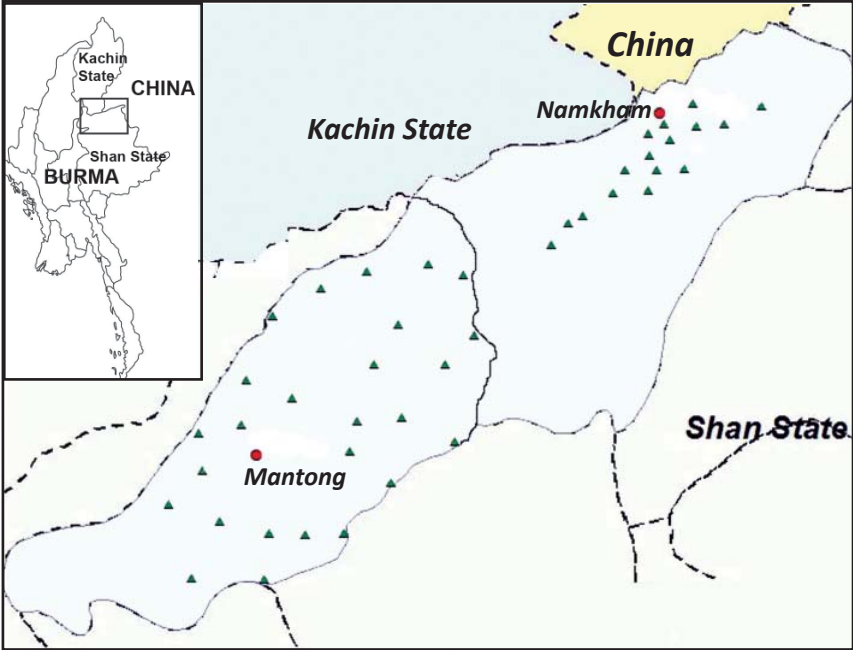 Kachin
State
CHINA
Shan State
BURMA
China
Namkham
Kachin State
Shan State
Mantong